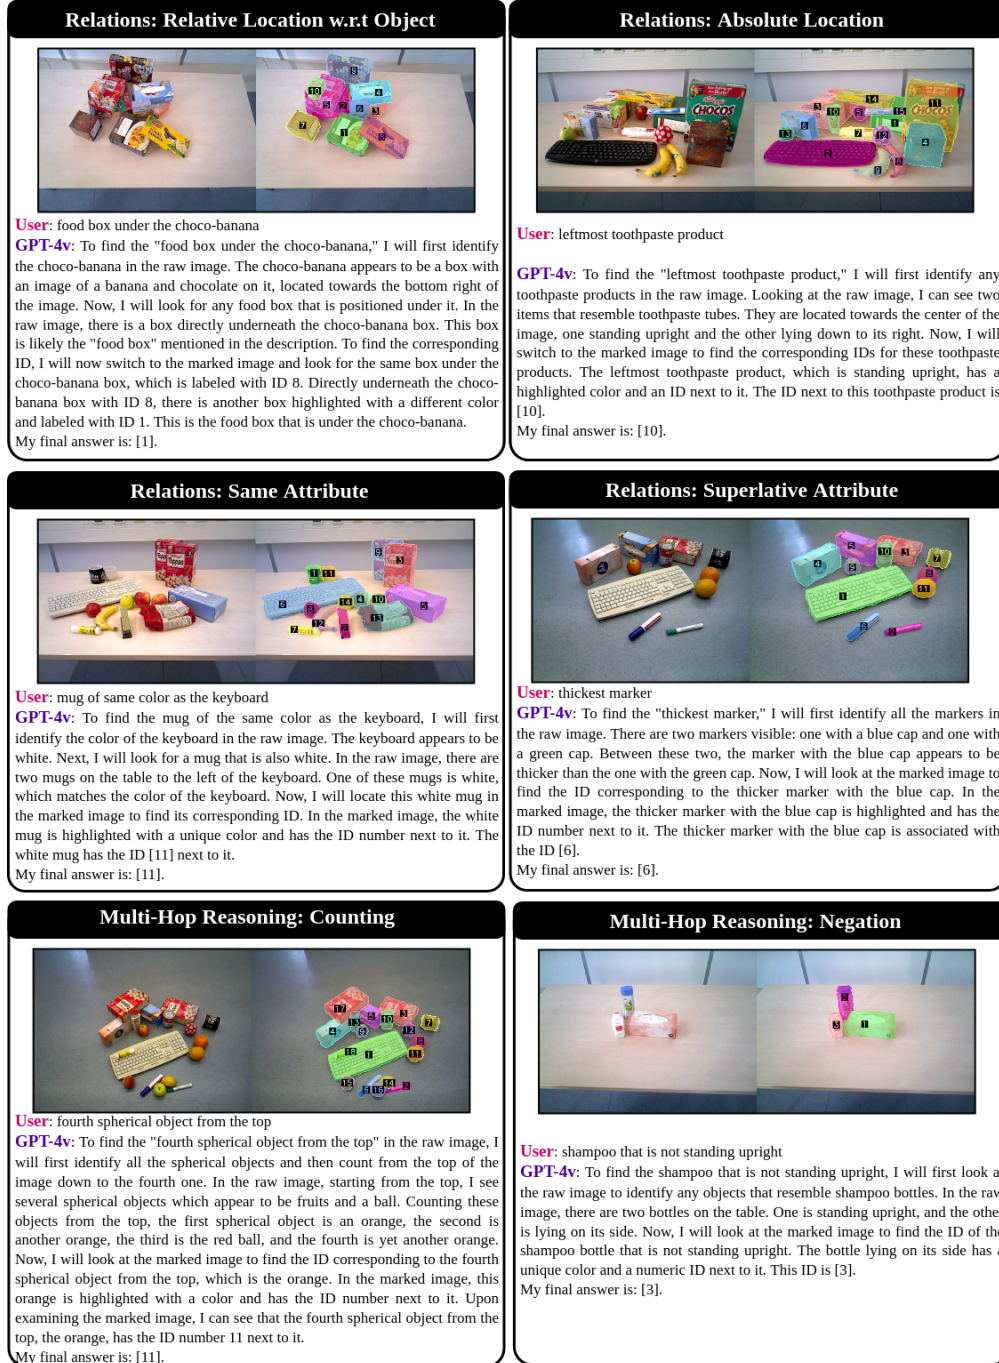 Relations: Relative Location w.r.t Object
User: food box under the choco-banana
GPT-4v: To find the "food box under the choco-banana," I will first identify
the choco-banana in the raw image. The choco-banana appears to be a box with
an image of a banana and chocolate on it, located towards the bottom right of
the image. Now, I will look for any food box that is positioned under it. In the
raw image, there is a box directly underneath the choco-banana box. This box
is likely the "food box" mentioned in the description. To find the corresponding
ID, I will now switch to the marked image and look for the same box under the
choco-banana box, which is labeled with ID 8. Directly underneath the choco-
banana box with ID 8, there is another box highlighted with a different color
and labeled with ID 1. This is the food box that is under the choco-banana.
My final answer is: [1].
Relations: Absolute Location
CHOCOS
User: leftmost toothpaste product
GPT-4v: To find the "leftmost toothpaste product," I will first identify any
toothpaste products in the raw image. Looking at the raw image, I can see two
items that resemble toothpaste tubes. They are located towards the center of the
image, one standing upright and the other lying down to its right. Now, I will
switch to the marked image to find the corresponding IDs for these toothpaste
products. The leftmost toothpaste product, which is standing upright, has a
highlighted color and an ID next to it. The ID next to this toothpaste product is
[10].
My final answer is: [10].
Relations: Same Attribute
User: mug of same color as the keyboard
GPT-4v: To find the mug of the same color as the keyboard, I will first
identify the color of the keyboard in the raw image. The keyboard appears to be
white. Next, I will look for a mug that is also white. In the raw image, there are
two mugs on the table to the left of the keyboard. One of these mugs is white,
which matches the color of the keyboard. Now, I will locate this white mug in
the marked image to find its corresponding ID. In the marked image, the white
mug is highlighted with a unique color and has the ID number next to it. The
white mug has the ID [11] next to it.
My final answer is: [11].
Relations: Superlative Attribute
User: thickest marker
GPT-4v: To find the "thickest marker," I will first identify all the markers in
the raw image. There are two markers visible: one with a blue cap and one with
a green cap. Between these two, the marker with the blue cap appears to be
thicker than the one with the green cap. Now, I will look at the marked image to
find the ID corresponding to the thicker marker with the blue cap. In the
marked image, the thicker marker with the blue cap is highlighted and has the
ID number next to it. The thicker marker with the blue cap is associated with
the ID [6].
My final answer is: [6].
Multi-Hop Reasoning: Counting
User: fourth spherical object from the top
GPT-4v: To find the "fourth spherical object from the top" in the raw image, I
will first identify all the spherical objects and then count from the top of the
image down to the fourth one. In the raw image, starting from the top, I see
several spherical objects which appear to be fruits and a ball. Counting these
objects from the top, the first spherical object is an orange, the second is
another orange, the third is the red ball, and the fourth is yet another orange.
Now, I will look at the marked image to find the ID corresponding to the fourth
spherical object from the top, which is the orange. In the marked image, this
orange is highlighted with a color and has the ID number next to it. Upon
examining the marked image, I can see that the fourth spherical object from the
top, the orange, has the ID number 11 next to it.
My final answer is: [11].
Multi-Hop Reasoning: Negation
User: shampoo that is not standing upright
GPT-4v: To find the shampoo that is not standing upright, I will first look a
the raw image to identify any objects that resemble shampoo bottles. In the raw
image, there are two bottles on the table. One is standing upright, and the othe
is lying on its side. Now, I will look at the marked image to find the ID of the
shampoo bottle that is not standing upright. The bottle lying on its side has a
unique color and a numeric ID next to it. This ID is [3].
My final answer is: [3].